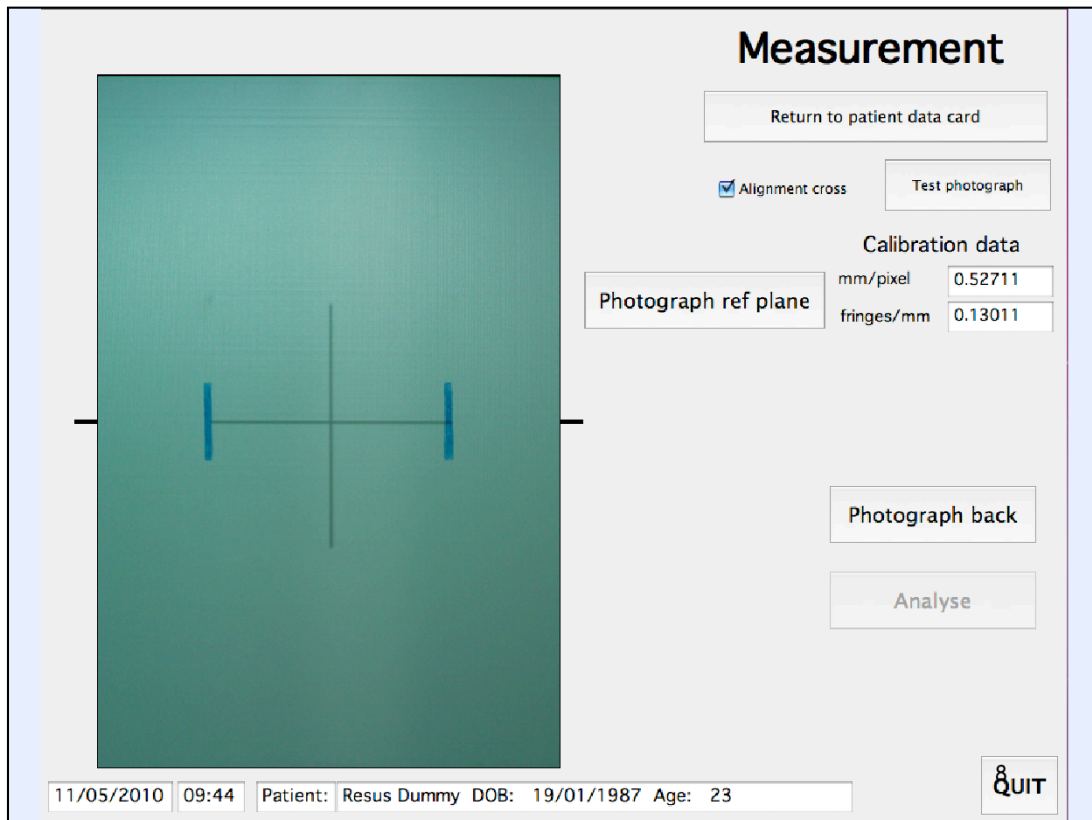 Measurement
Return to patient data card
Alignment cross
Test photograph
Calibration data
mm/pixel 0.52711
Photograph ref plane
fringes/mm 0.13011
Photograph back
Analyse
QUIT
11/05/2010 09:44 Patient: Resus Dummy DOB: 19/01/1987 Age: 23